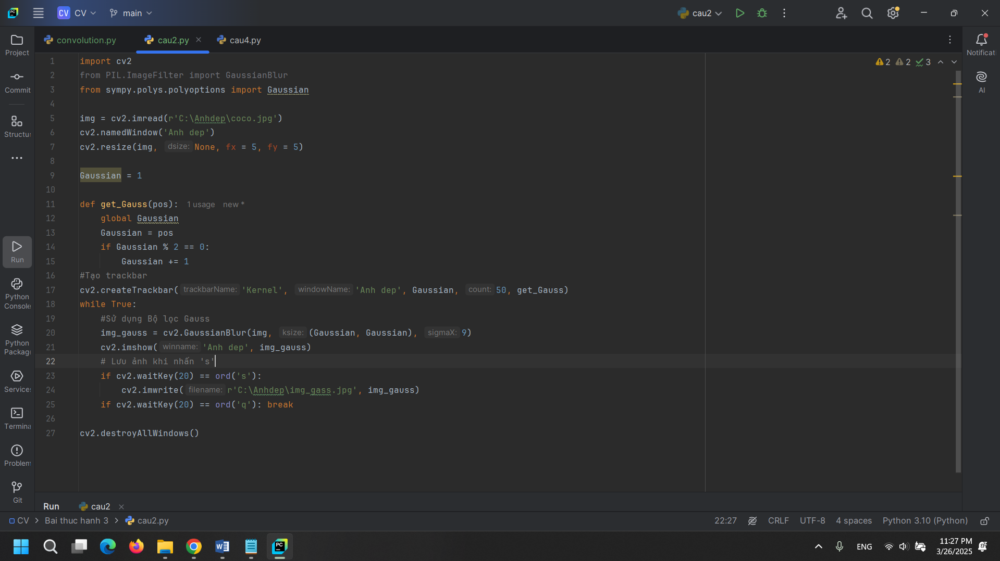 CV CV main cau2
convolution.py cau2.py cau4.py
Project
Commit
Structu
Run
Python
Console
Python
Packag
Services
Termina
Problem
Git
Notificat
AI
2 2 3
1 import cv2
2 from PIL.ImageFilter import GaussianBlur
3 from sympy.polys.polyoptions import Gaussian
4
5 img = cv2.imread(r'C:\Anhdep\coco.jpg')
6 cv2.namedWindow('Anh dep')
7 cv2.resize(img, dsize: None, fx = 5, fy = 5)
8
9 Gaussian = 1
10
11 def get_Gauss(pos): 1 usage new *
12 global Gaussian
13 Gaussian = pos
14 if Gaussian % 2 == 0:
15 Gaussian += 1
16 #Tạo trackbar
17 cv2.createTrackbar( trackbarName: 'Kernel', windowName: 'Anh dep', Gaussian, count: 50, get_Gauss)
18 while True:
19 #Sử dụng Bộ lọc Gauss
20 img_gauss = cv2.GaussianBlur(img, ksize: (Gaussian, Gaussian), sigmaX: 9)
21 cv2.imshow( winname: 'Anh dep', img_gauss)
22 # Lưu ảnh khi nhấn 's'
23 if cv2.waitKey(20) == ord('s'):
24 cv2.imwrite( filename: r'C:\Anhdep\img_gass.jpg', img_gauss)
25 if cv2.waitKey(20) == ord('q'): break
26
27 cv2.destroyAllWindows()
Run cau2
CV > Bai thuc hanh 3 > cau2.py
22:27 CRLF UTF-8 4 spaces Python 3.10 (Python)
ENG
11:27 PM
3/26/2025